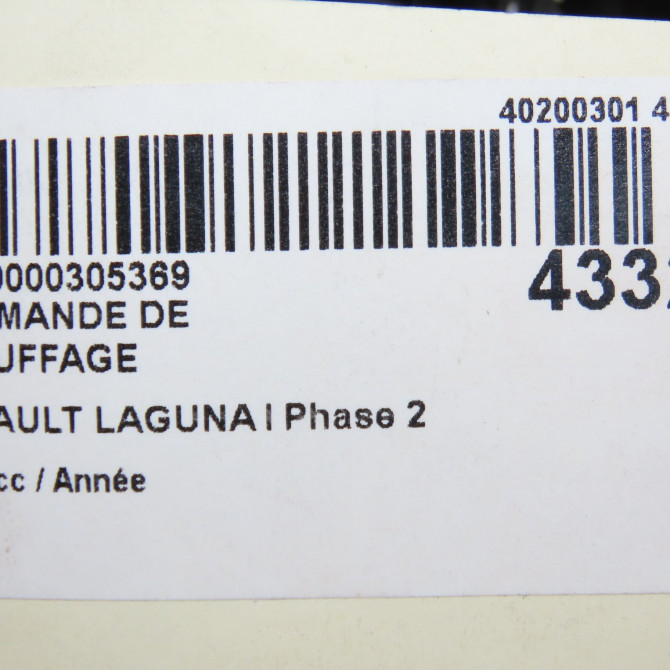 40200301 4
0000305369
433
MANDE DE
UFFAGE
AULT LAGUNA I Phase 2
cc / Année